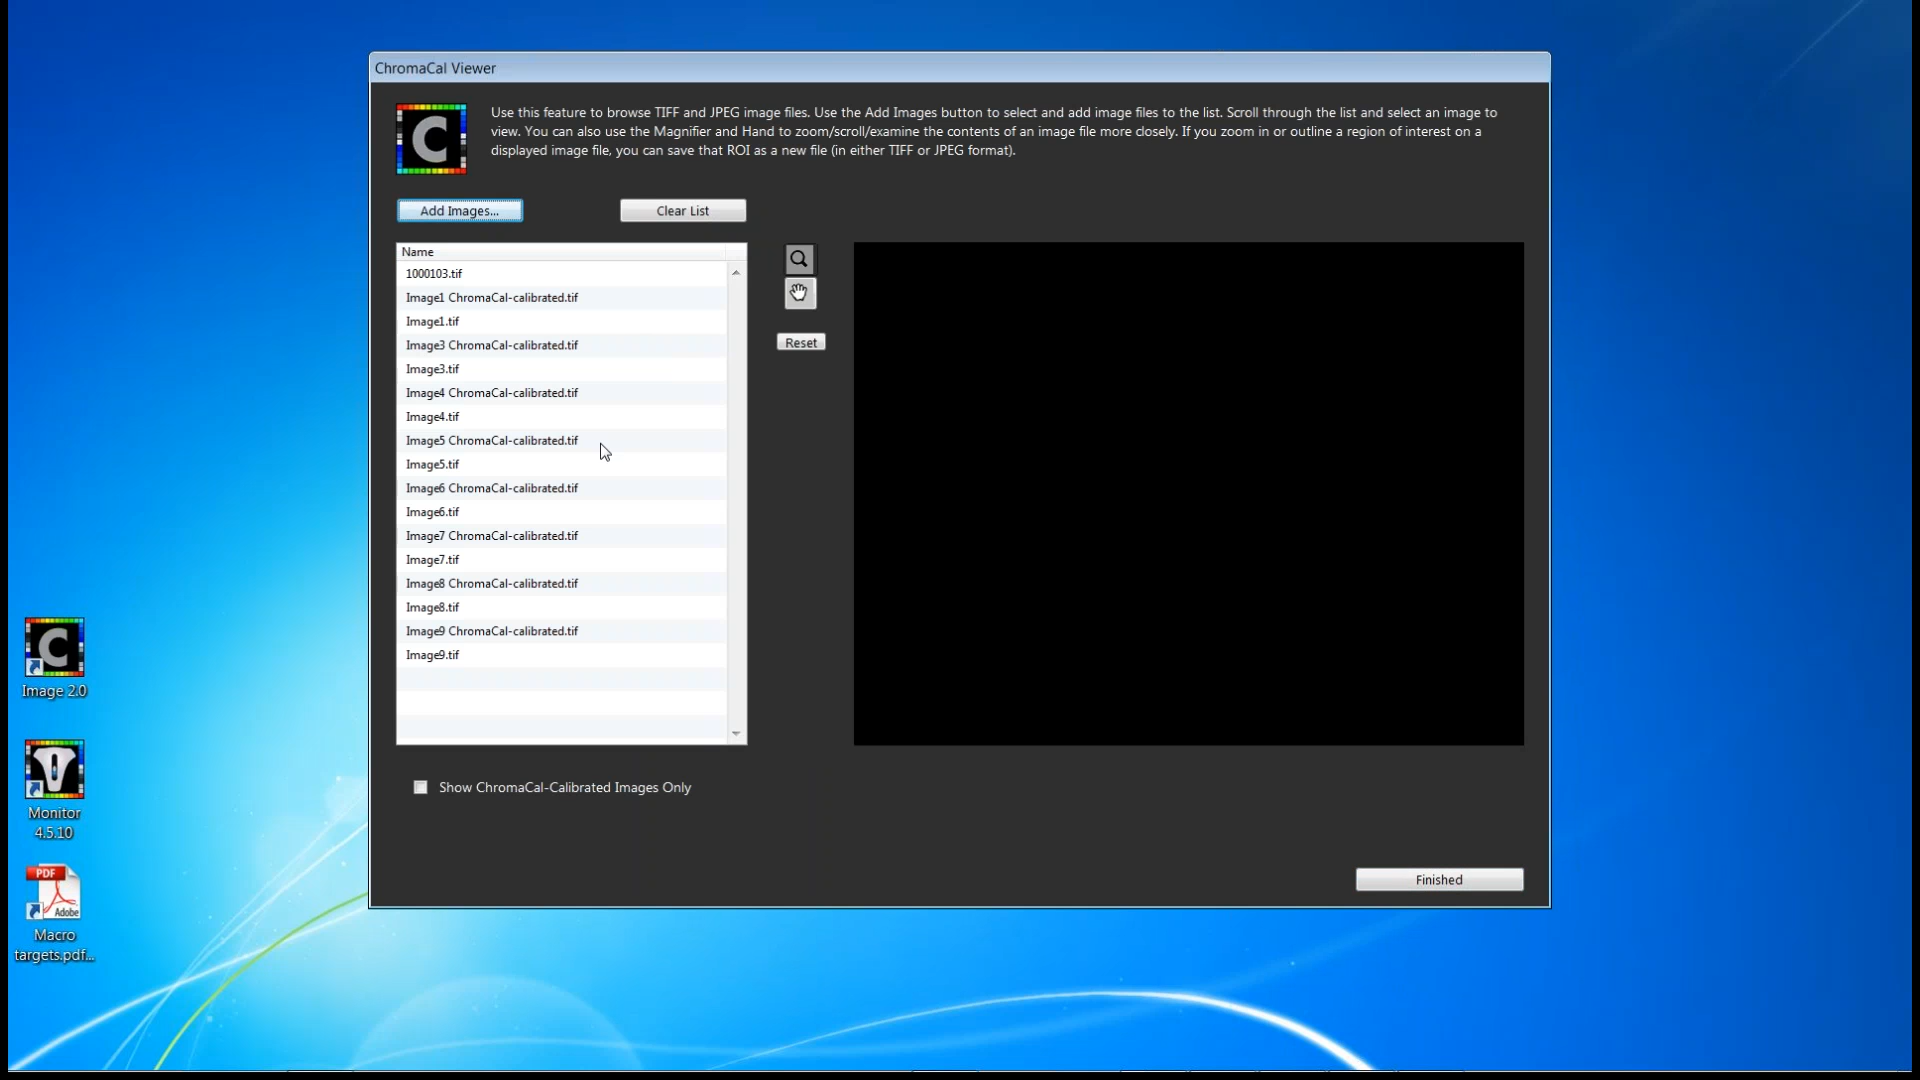 ChromaCal Viewer
C
Use this feature to browse TIFF and JPEG image files. Use the Add Images button to select and add image files to the list. Scroll through the list and select an image to
view. You can also use the Magnifier and Hand to zoom/scroll/examine the contents of an image file more closely. If you zoom in or outline a region of interest on a
displayed image file, you can save that ROI as a new file (in either TIFF or JPEG format).
Add Images...
Clear List
Name
1000103.tif
Image1 ChromaCal-calibrated.tif
Image1.tif
Image3 ChromaCal-calibrated.tif
Image3.tif
Image4 ChromaCal-calibrated.tif
Image4.tif
Image5 ChromaCal-calibrated.tif
Image5.tif
Image6 ChromaCal-calibrated.tif
Image6.tif
Image7 ChromaCal-calibrated.tif
Image7.tif
Image8 ChromaCal-calibrated.tif
Image8.tif
Image9 ChromaCal-calibrated.tif
Image9.tif
Reset
Show ChromaCal-Calibrated Images Only
Finished
C
Image 2.0
Monitor
4.5.10
PDF
Adobe
Macro
targets.pdf...